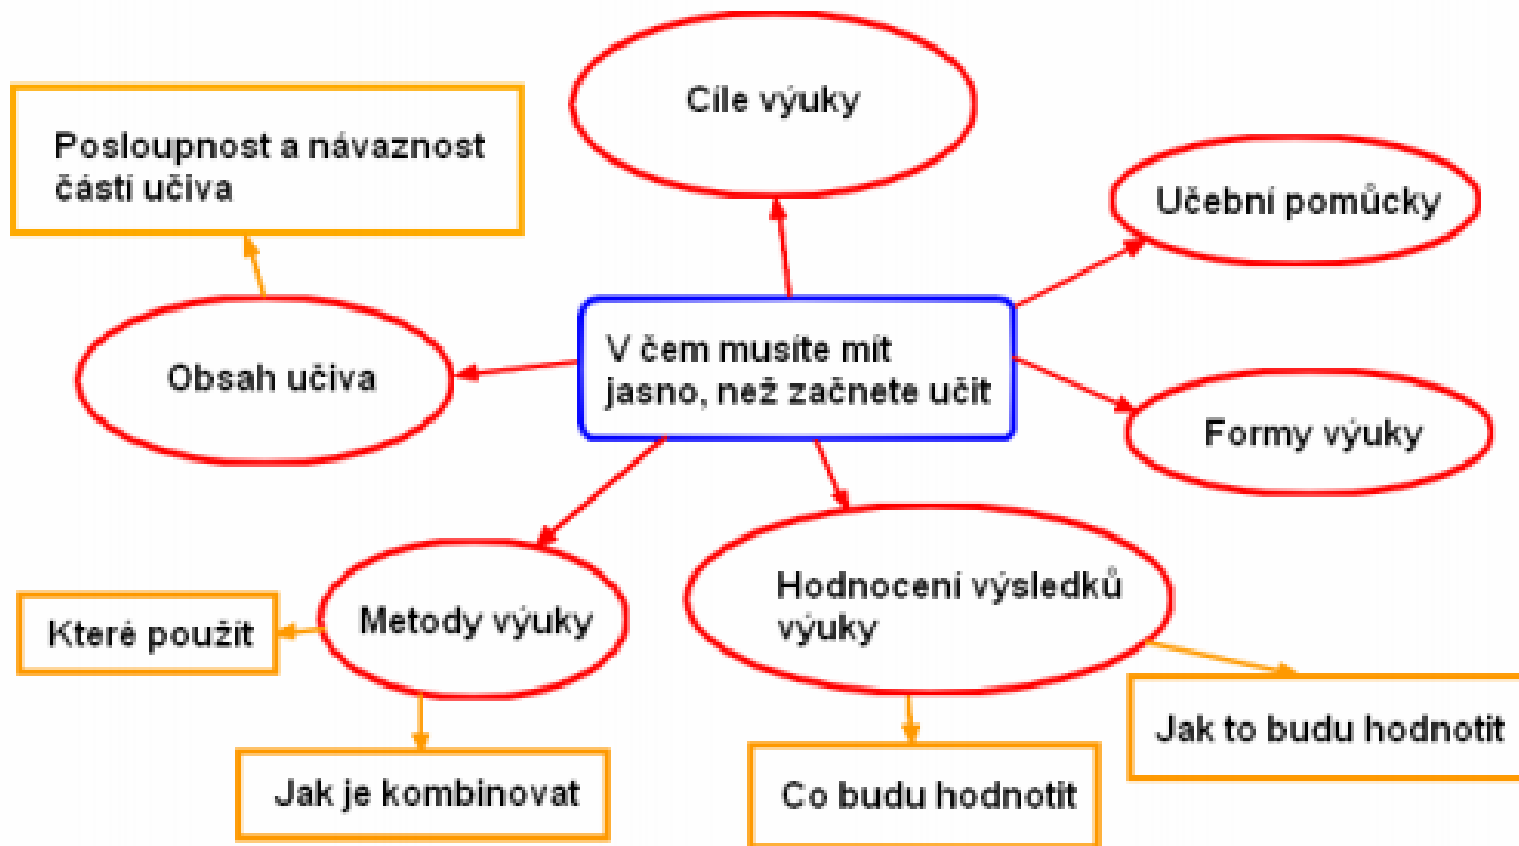 Cíle výuky
Posloupnost a návaznost
částí učiva
Učební pomůcky
V čem musíte mít
jasno, než začnete učit
Obsah učiva
Formy výuky
Hodnocení výsledků
výuky
Metody výuky
Které použít
Jak to budu hodnotit
Jak je kombinovat
Co budu hodnotit